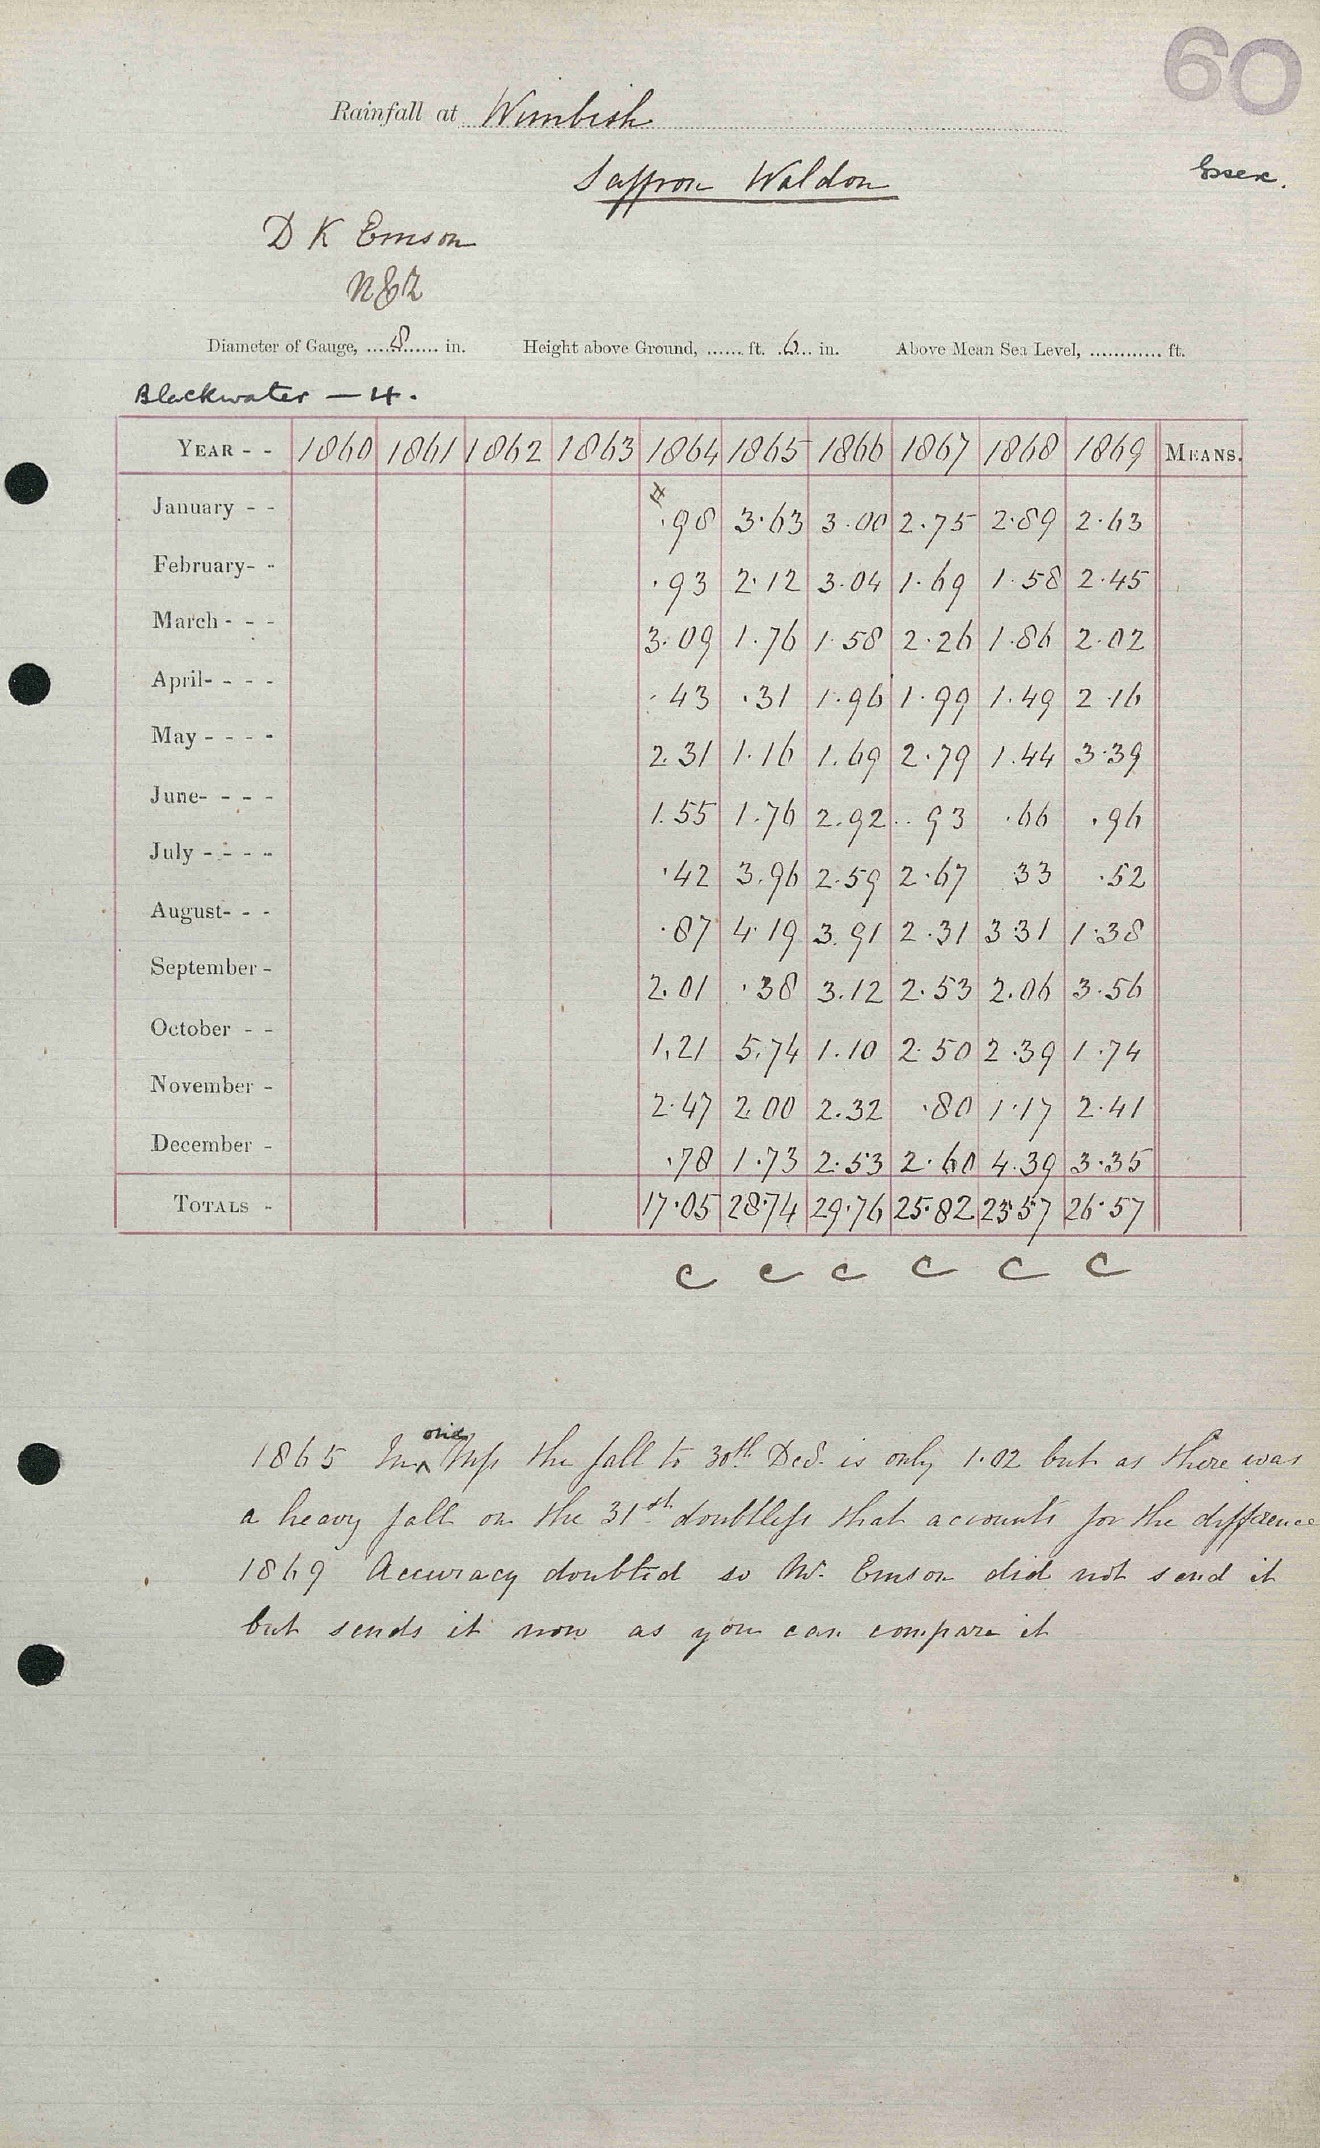 60
Rainfall at Wimbish
Saffron Waldon
Essex.
D K Emson
Diameter of Gauge, 8 in. Height above Ground, ...... ft. 6 in. Above Mean Sea Level, ............ ft.
Blackwater — 4.
YEAR - - 1860 1861 1862 1863 1864 1865 1866 1867 1868 1869 MEANS.
January - - .98 3.63 3.00 2.75 2.89 2.63
February- - .93 2.12 3.04 1.69 1.58 2.45
March - - - 3.09 1.76 1.58 2.26 1.86 2.02
April- - - - .43 .31 1.96 1.99 1.49 2.16
May - - - - 2.31 1.16 1.69 2.79 1.44 3.39
June- - - - 1.55 1.76 2.92 .93 .66 .96
July - - - - .42 3.96 2.59 2.67 33 .52
August- - - .87 4.19 3.91 2.31 3.31 1.38
September - 2.01 .38 3.12 2.53 2.06 3.56
October - - 1.21 5.74 1.10 2.50 2.39 1.74
November - 2.47 2.00 2.32 .80 1.17 2.41
December - .78 1.73 2.53 2.60 4.39 3.35
TOTALS - 17.05 28.74 29.76 25.82 23.57 26.57
c c c c c c
1865 In orig Mss the fall to 30th Dec. is only 1.02 but as there was
a heavy fall on the 31st doubtless that accounts for the difference
1869 Accuracy doubted so Mr. Emson did not send it
but sends it now as you can compare it